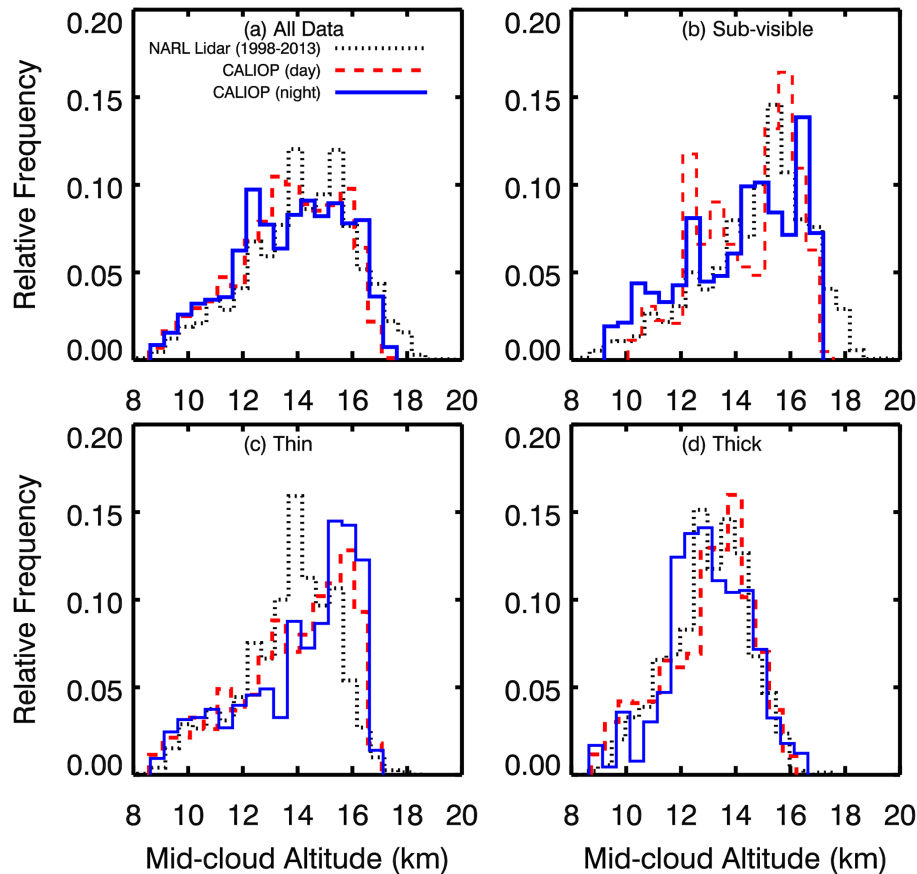 (a) All Data
NARL Lidar (1998-2013)
CALIOP (day)
CALIOP (night)
Relative Frequency
0.20
0.15
0.10
0.05
0.00
8 10 12 14 16 18 20
(b) Sub-visible
0.20
0.15
0.10
0.05
0.00
8 10 12 14 16 18 20
(c) Thin
Relative Frequency
0.20
0.15
0.10
0.05
0.00
8 10 12 14 16 18 20
Mid-cloud Altitude (km)
(d) Thick
0.20
0.15
0.10
0.05
0.00
8 10 12 14 16 18 20
Mid-cloud Altitude (km)